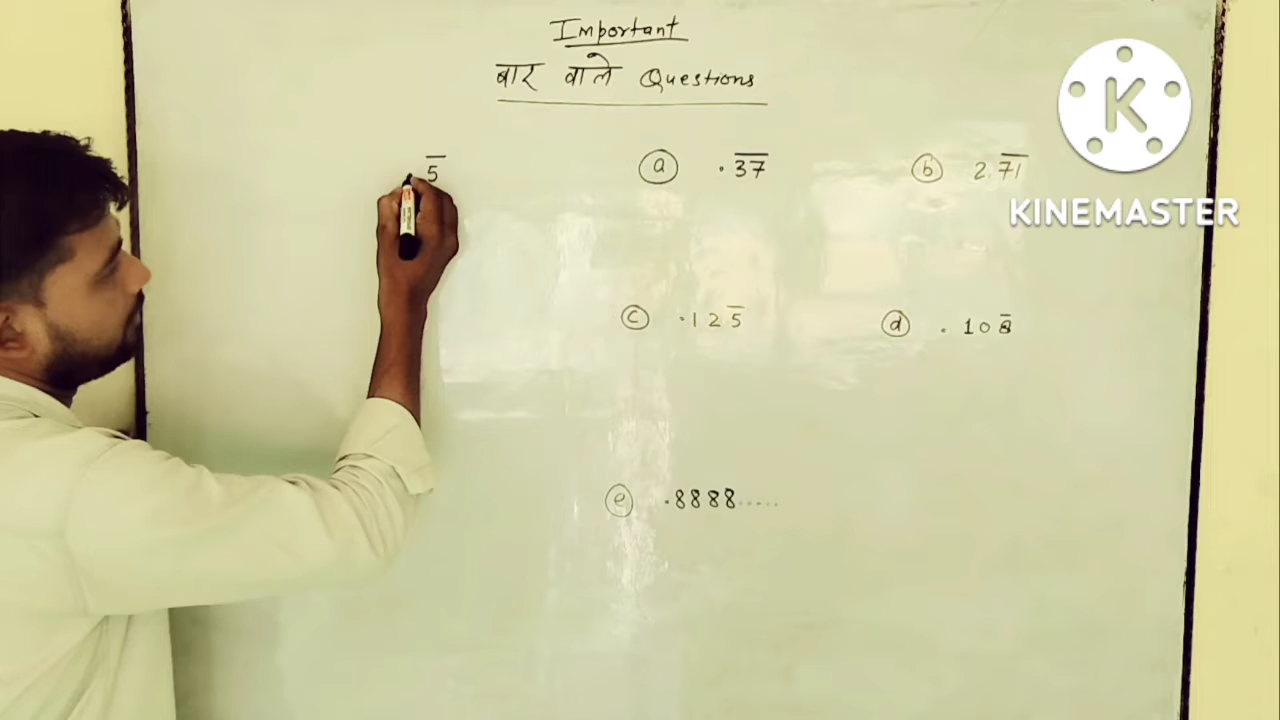 Important
बार वाले Questions
5̅
ⓐ .3̅7̅
ⓑ 2.7̅1̅
ⓒ .125̅
ⓓ .108̅
ⓔ .8888.....
K
KINEMASTER